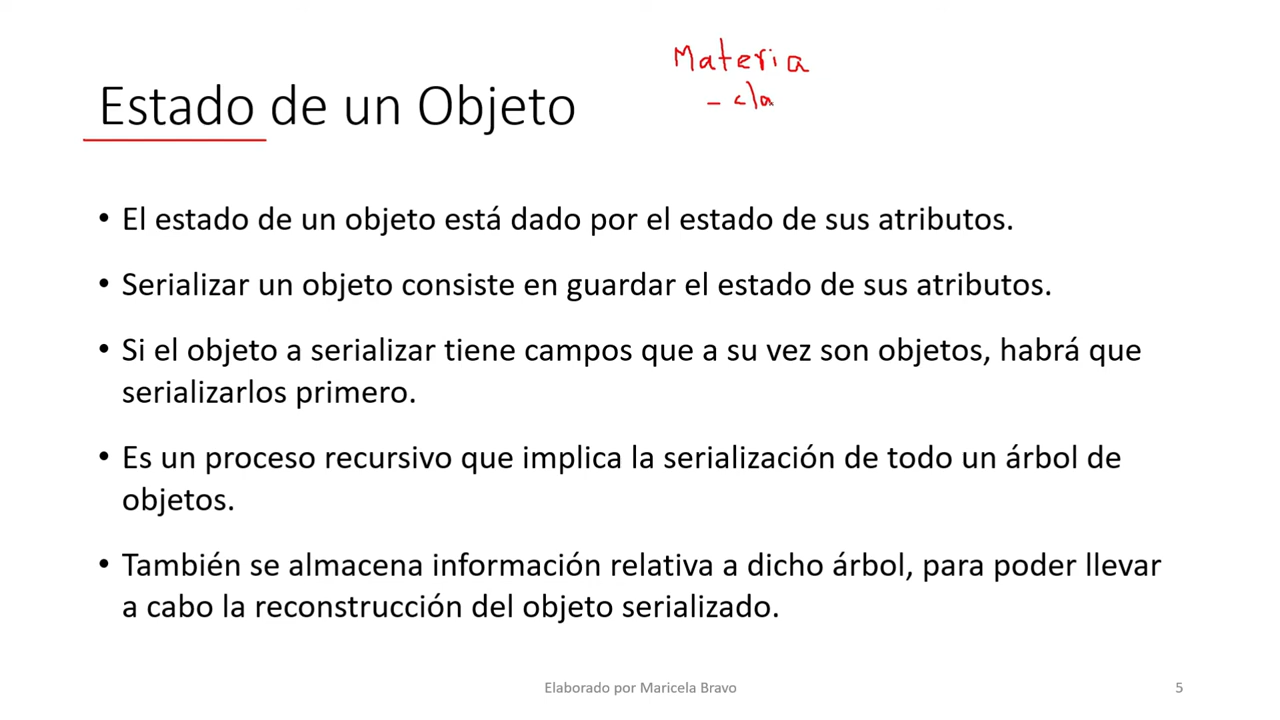 Materia
- cla
Estado de un Objeto
• El estado de un objeto está dado por el estado de sus atributos.
• Serializar un objeto consiste en guardar el estado de sus atributos.
• Si el objeto a serializar tiene campos que a su vez son objetos, habrá que
serializarlos primero.
• Es un proceso recursivo que implica la serialización de todo un árbol de
objetos.
• También se almacena información relativa a dicho árbol, para poder llevar
a cabo la reconstrucción del objeto serializado.
Elaborado por Maricela Bravo
5